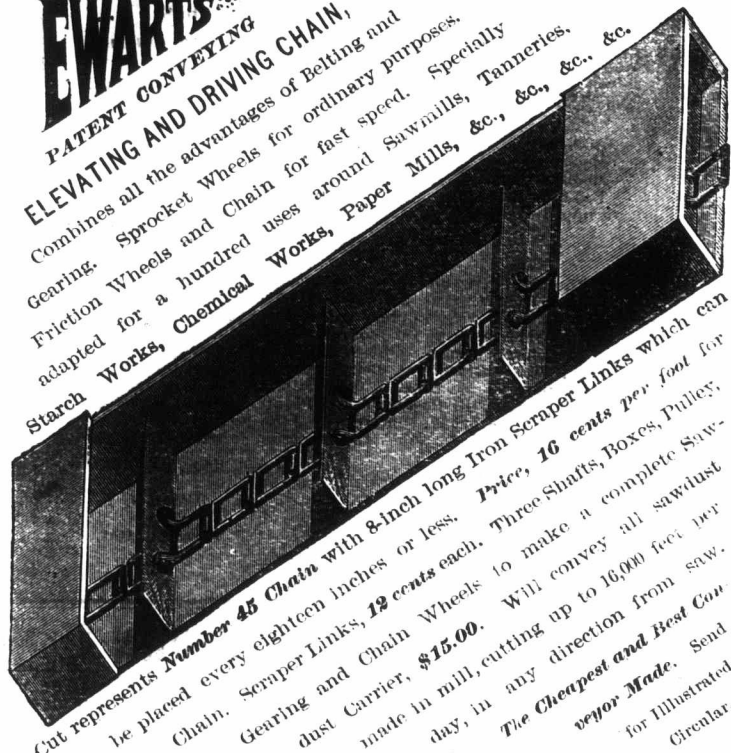 EWARTS
PATENT CONVEYING
ELEVATING AND DRIVING CHAIN,
Combines all the advantages of Belting and
Gearing. Sprocket Wheels for ordinary purposes.
Friction Wheels and Chain for fast speed. Specially
adapted for a hundred uses around Sawmills, Tanneries,
Starch Works, Chemical Works, Paper Mills, &c., &c., &c., &c.
Cut represents Number 45 Chain with 8-inch long Iron Scraper Links which can
be placed every eighteen inches or less. Price, 16 cents per foot for
Chain. Scraper Links, 12 cents each. Three Shafts, Boxes, Pulley,
Gearing and Chain Wheels to make a complete Saw-
dust Carrier, $15.00. Will convey all sawdust
made in mill, cutting up to 16,000 feet per
day, in any direction from saw.
The Cheapest and Best Con-
veyor Made. Send
for Illustrated
Circular.